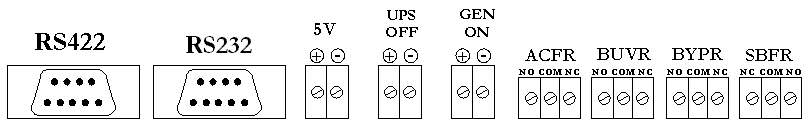 RS422
RS232
5V
+ -
UPS
OFF
+ -
GEN
ON
+ -
ACFR
NO COM NC
BUVR
NO COM NC
BYPR
NO COM NC
SBFR
NC COM NO